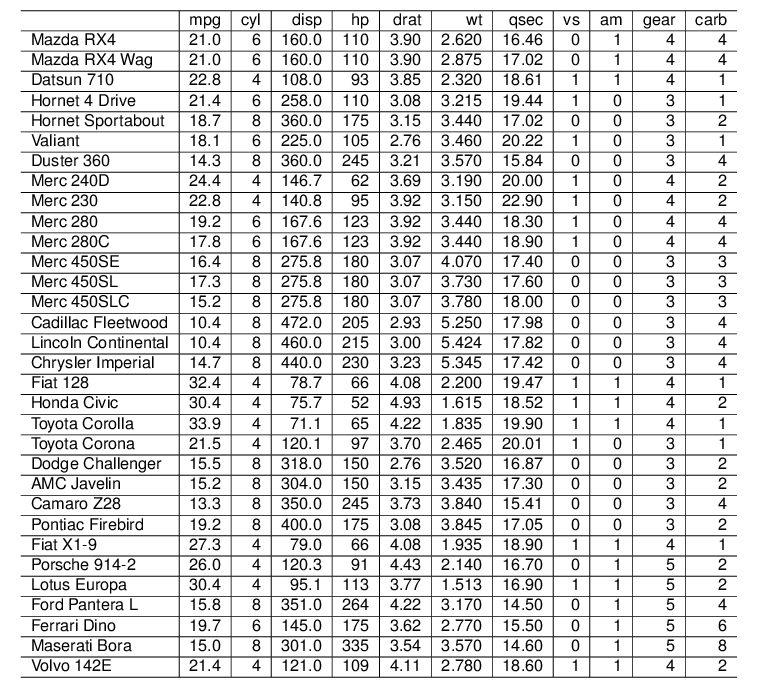 mpg cyl disp hp drat wt qsec vs am gear carb
Mazda RX4 21.0 6 160.0 110 3.90 2.620 16.46 0 1 4 4
Mazda RX4 Wag 21.0 6 160.0 110 3.90 2.875 17.02 0 1 4 4
Datsun 710 22.8 4 108.0 93 3.85 2.320 18.61 1 1 4 1
Hornet 4 Drive 21.4 6 258.0 110 3.08 3.215 19.44 1 0 3 1
Hornet Sportabout 18.7 8 360.0 175 3.15 3.440 17.02 0 0 3 2
Valiant 18.1 6 225.0 105 2.76 3.460 20.22 1 0 3 1
Duster 360 14.3 8 360.0 245 3.21 3.570 15.84 0 0 3 4
Merc 240D 24.4 4 146.7 62 3.69 3.190 20.00 1 0 4 2
Merc 230 22.8 4 140.8 95 3.92 3.150 22.90 1 0 4 2
Merc 280 19.2 6 167.6 123 3.92 3.440 18.30 1 0 4 4
Merc 280C 17.8 6 167.6 123 3.92 3.440 18.90 1 0 4 4
Merc 450SE 16.4 8 275.8 180 3.07 4.070 17.40 0 0 3 3
Merc 450SL 17.3 8 275.8 180 3.07 3.730 17.60 0 0 3 3
Merc 450SLC 15.2 8 275.8 180 3.07 3.780 18.00 0 0 3 3
Cadillac Fleetwood 10.4 8 472.0 205 2.93 5.250 17.98 0 0 3 4
Lincoln Continental 10.4 8 460.0 215 3.00 5.424 17.82 0 0 3 4
Chrysler Imperial 14.7 8 440.0 230 3.23 5.345 17.42 0 0 3 4
Fiat 128 32.4 4 78.7 66 4.08 2.200 19.47 1 1 4 1
Honda Civic 30.4 4 75.7 52 4.93 1.615 18.52 1 1 4 2
Toyota Corolla 33.9 4 71.1 65 4.22 1.835 19.90 1 1 4 1
Toyota Corona 21.5 4 120.1 97 3.70 2.465 20.01 1 0 3 1
Dodge Challenger 15.5 8 318.0 150 2.76 3.520 16.87 0 0 3 2
AMC Javelin 15.2 8 304.0 150 3.15 3.435 17.30 0 0 3 2
Camaro Z28 13.3 8 350.0 245 3.73 3.840 15.41 0 0 3 4
Pontiac Firebird 19.2 8 400.0 175 3.08 3.845 17.05 0 0 3 2
Fiat X1-9 27.3 4 79.0 66 4.08 1.935 18.90 1 1 4 1
Porsche 914-2 26.0 4 120.3 91 4.43 2.140 16.70 0 1 5 2
Lotus Europa 30.4 4 95.1 113 3.77 1.513 16.90 1 1 5 2
Ford Pantera L 15.8 8 351.0 264 4.22 3.170 14.50 0 1 5 4
Ferrari Dino 19.7 6 145.0 175 3.62 2.770 15.50 0 1 5 6
Maserati Bora 15.0 8 301.0 335 3.54 3.570 14.60 0 1 5 8
Volvo 142E 21.4 4 121.0 109 4.11 2.780 18.60 1 1 4 2